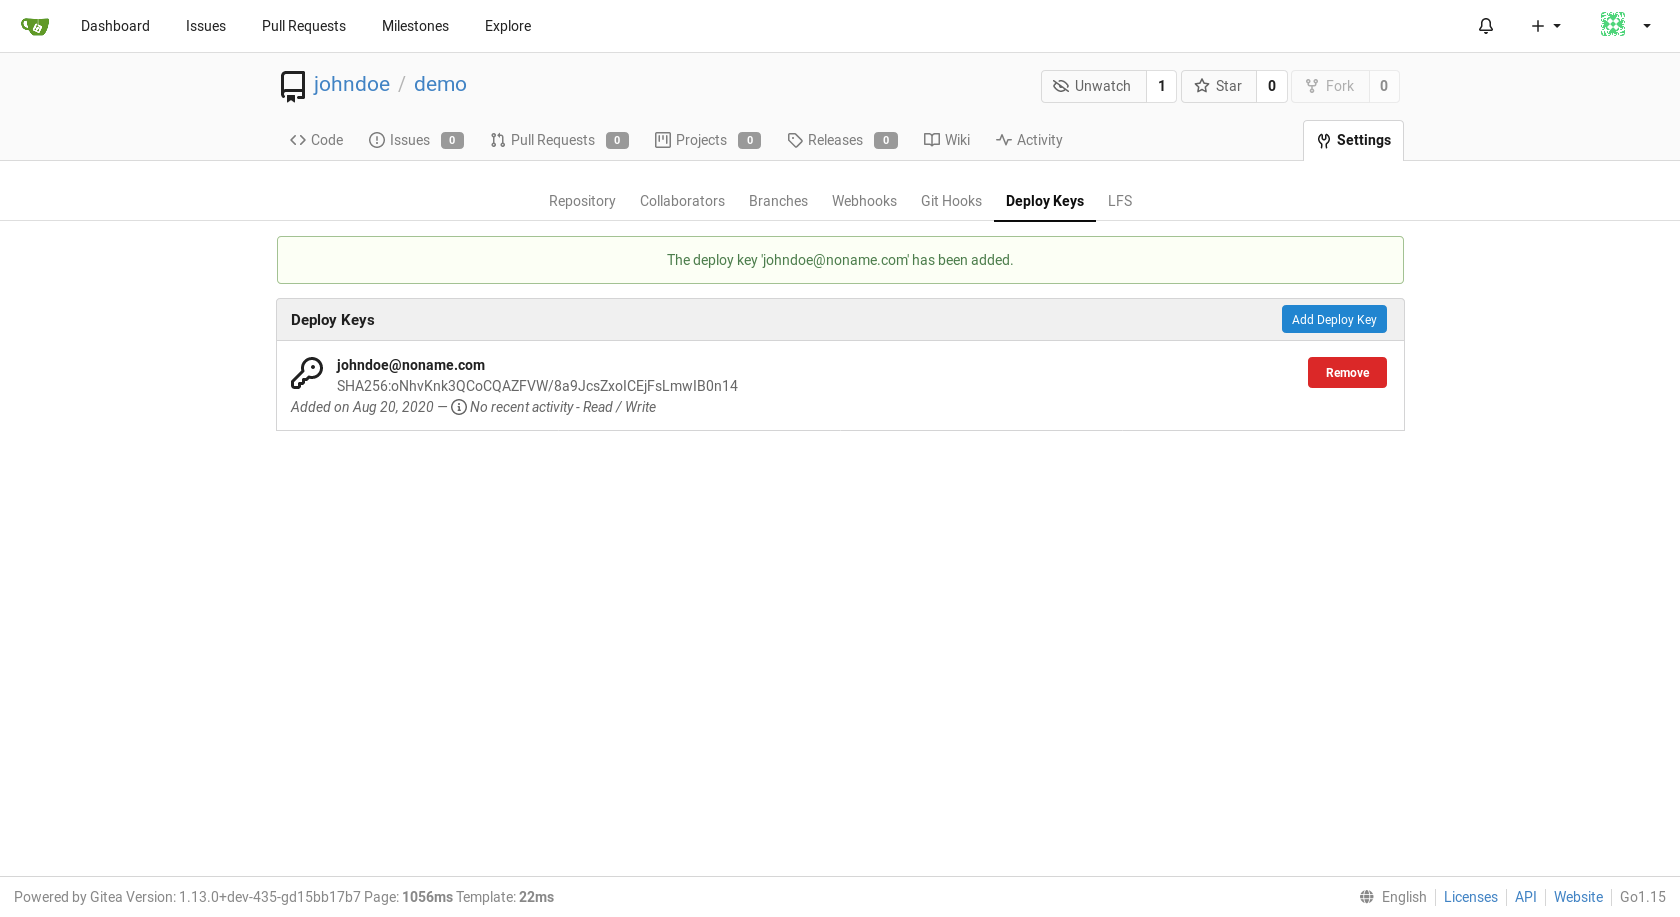 Dashboard Issues Pull Requests Milestones Explore
johndoe / demo
Unwatch 1 Star 0 Fork 0
Code Issues 0 Pull Requests 0 Projects 0 Releases 0 Wiki Activity Settings
Repository Collaborators Branches Webhooks Git Hooks Deploy Keys LFS
The deploy key 'johndoe@noname.com' has been added.
Deploy Keys Add Deploy Key
johndoe@noname.com Remove
SHA256:oNhvKnk3QCoCQAZFVW/8a9JcsZxoICEjFsLmwIB0n14
Added on Aug 20, 2020 — No recent activity - Read / Write
Powered by Gitea Version: 1.13.0+dev-435-gd15bb17b7 Page: 1056ms Template: 22ms English Licenses API Website Go1.15